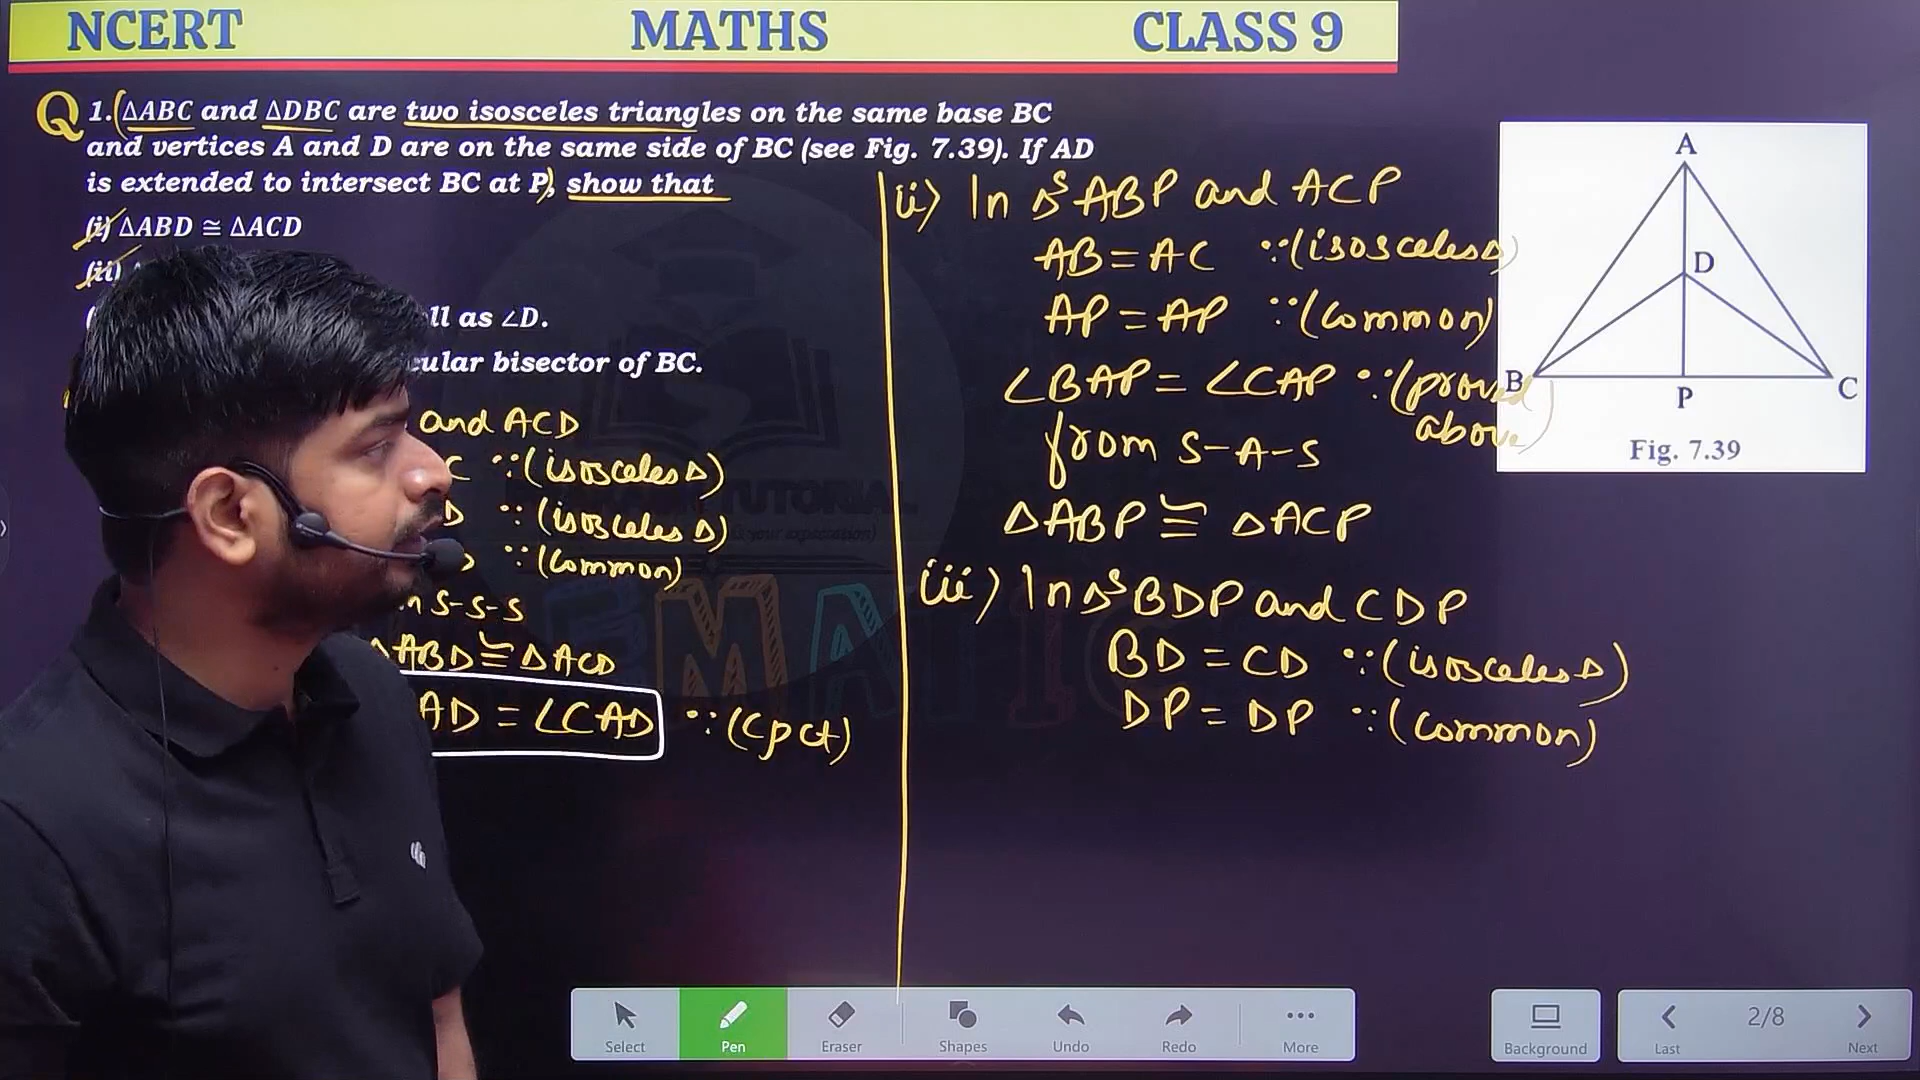 NCERT MATHS CLASS 9
Q 1. (ΔABC and ΔDBC are two isosceles triangles on the same base BC
and vertices A and D are on the same side of BC (see Fig. 7.39). If AD
is extended to intersect BC at P), show that
(i) ΔABD ≅ ΔACD
(ii)
ll as ∠D.
cular bisector of BC.
and ACD
C ∵ (isosceles Δ)
D ∵ (isosceles Δ)
∵ (Common)
S-S-S
ΔABD ≅ ΔACD
AD = ∠CAD ∵ (Cpct)
ii) In Δs ABP and ACP
AB = AC ∵ (isosceles Δ)
AP = AP ∵ (Common)
∠BAP = ∠CAP ∵ (proved
above)
from S-A-S
ΔABP ≅ ΔACP
iii) In Δs BDP and CDP
BD = CD ∵ (isosceles Δ)
DP = DP ∵ (Common)
A
D
B
P
C
Fig. 7.39
TUTORIAL
Select
Pen
Eraser
Shapes
Undo
Redo
More
Background
Last
2/8
Next